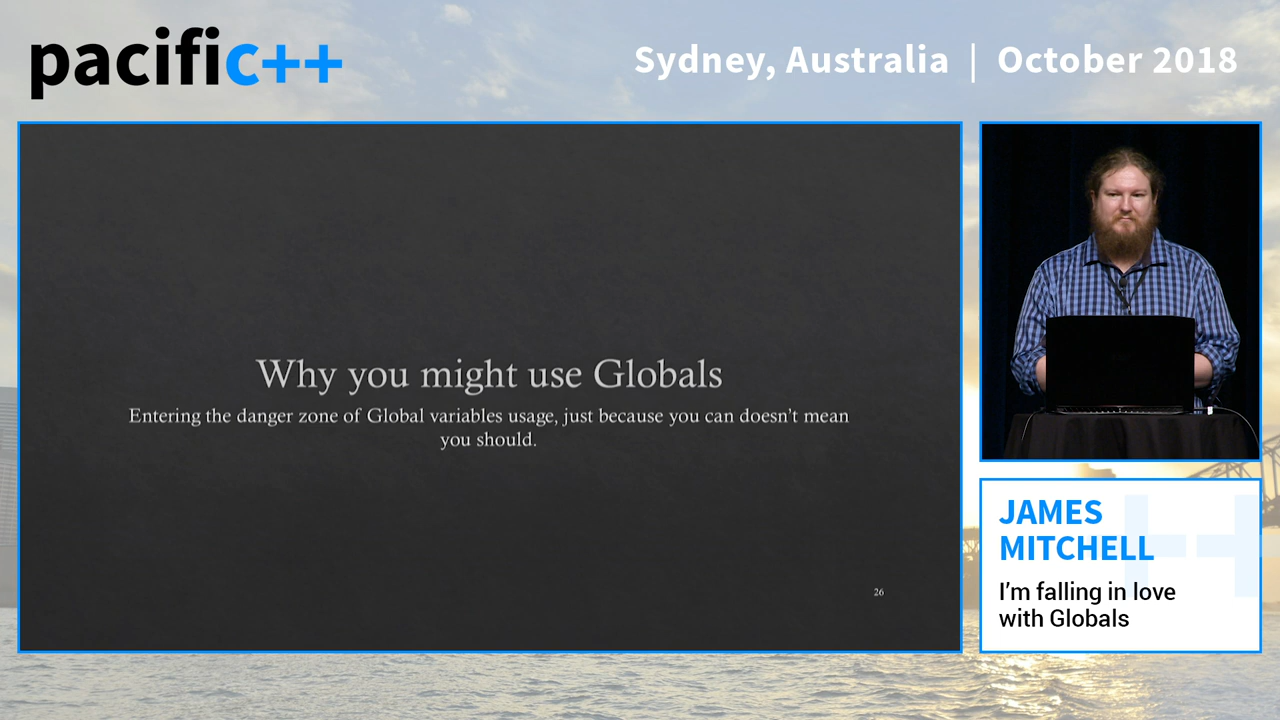 pacific++
Sydney, Australia | October 2018
Why you might use Globals
Entering the danger zone of Global variables usage, just because you can doesn’t mean
you should.
26
JAMES
MITCHELL
I’m falling in love
with Globals